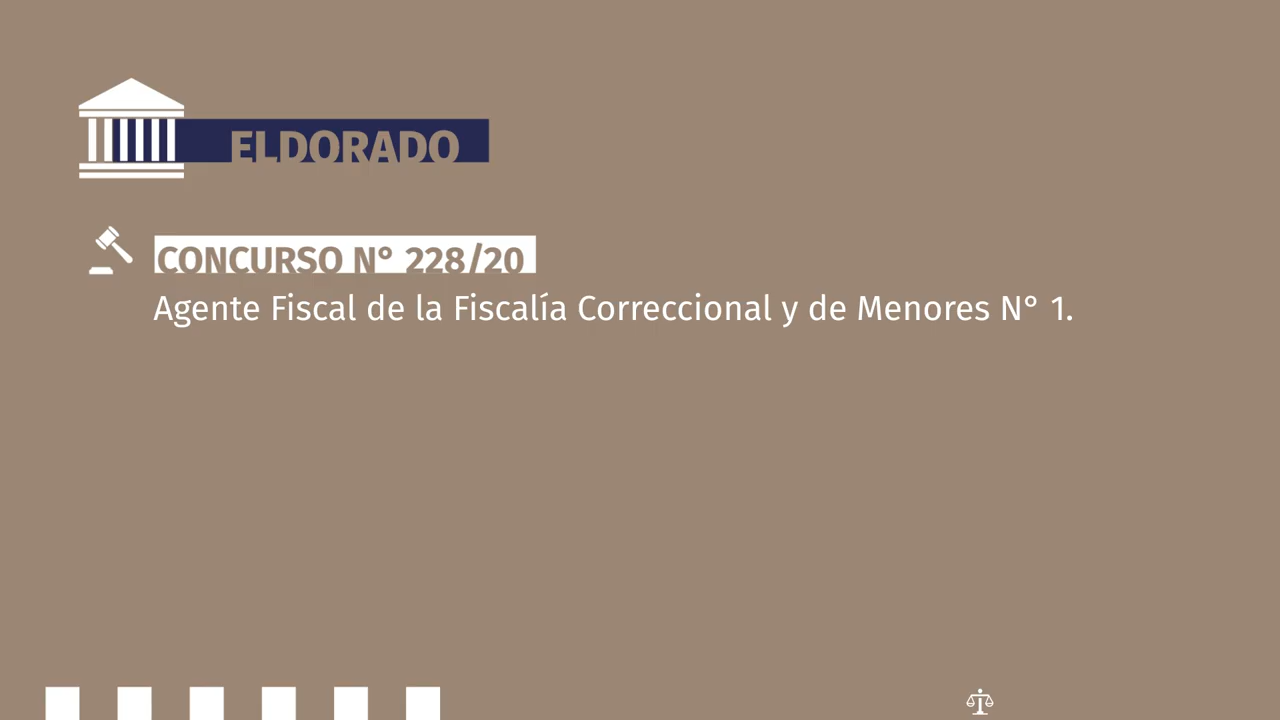 ELDORADO
CONCURSO N° 228/20
Agente Fiscal de la Fiscalía Correccional y de Menores N° 1.